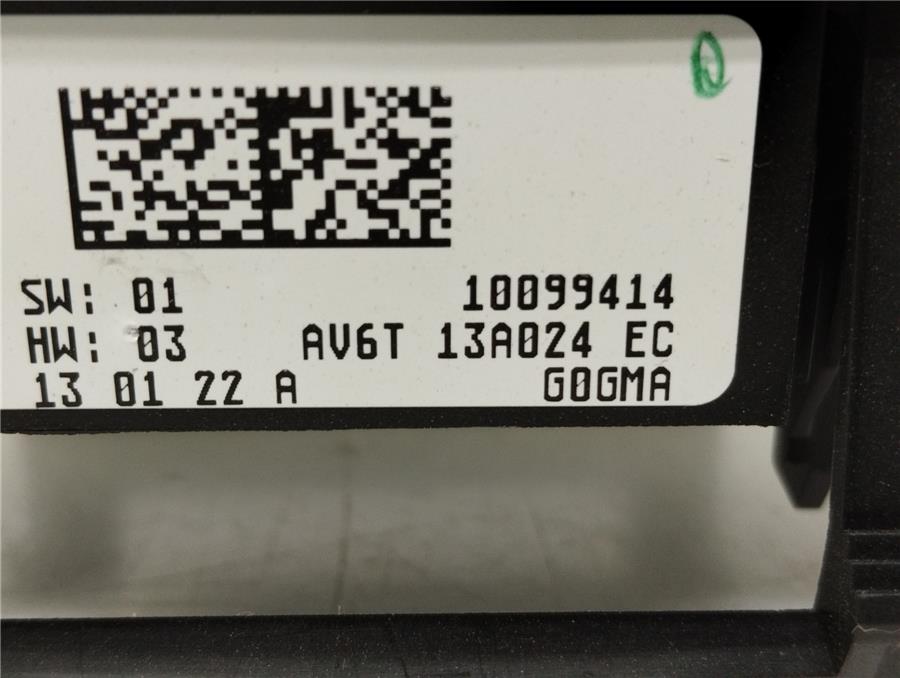 SW: 01 10099414
HW: 03 AV6T 13A024 EC
13 01 22 A G0GMA